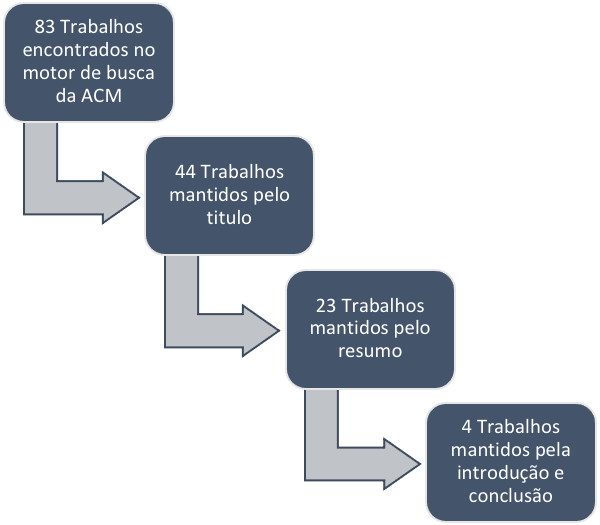 83 Trabalhos
encontrados no
motor de busca
da ACM
44 Trabalhos
mantidos pelo
titulo
23 Trabalhos
mantidos pelo
resumo
4 Trabalhos
mantidos pela
introdução e
conclusão